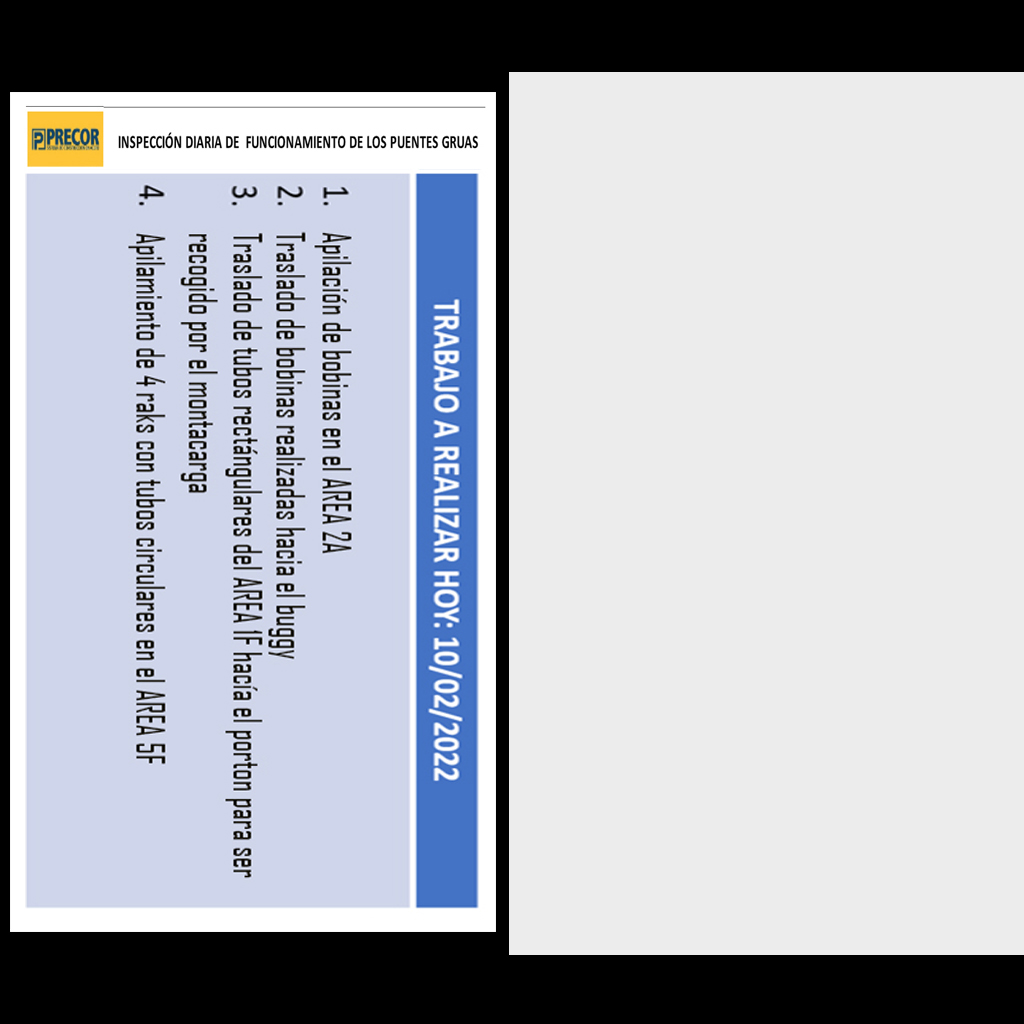 PRECOR
INSPECCIÓN DIARIA DE FUNCIONAMIENTO DE LOS PUENTES GRUAS
TRABAJO A REALIZAR HOY: 10/02/2022
1. Apilación de bobinas en el AREA 2A
2. Traslado de bobinas realizadas hacia el buggy
3. Traslado de tubos rectángulares del AREA 1F hacía el porton para ser
recogido por el montacarga
4. Apilamiento de 4 raks con tubos circulares en el AREA 5F